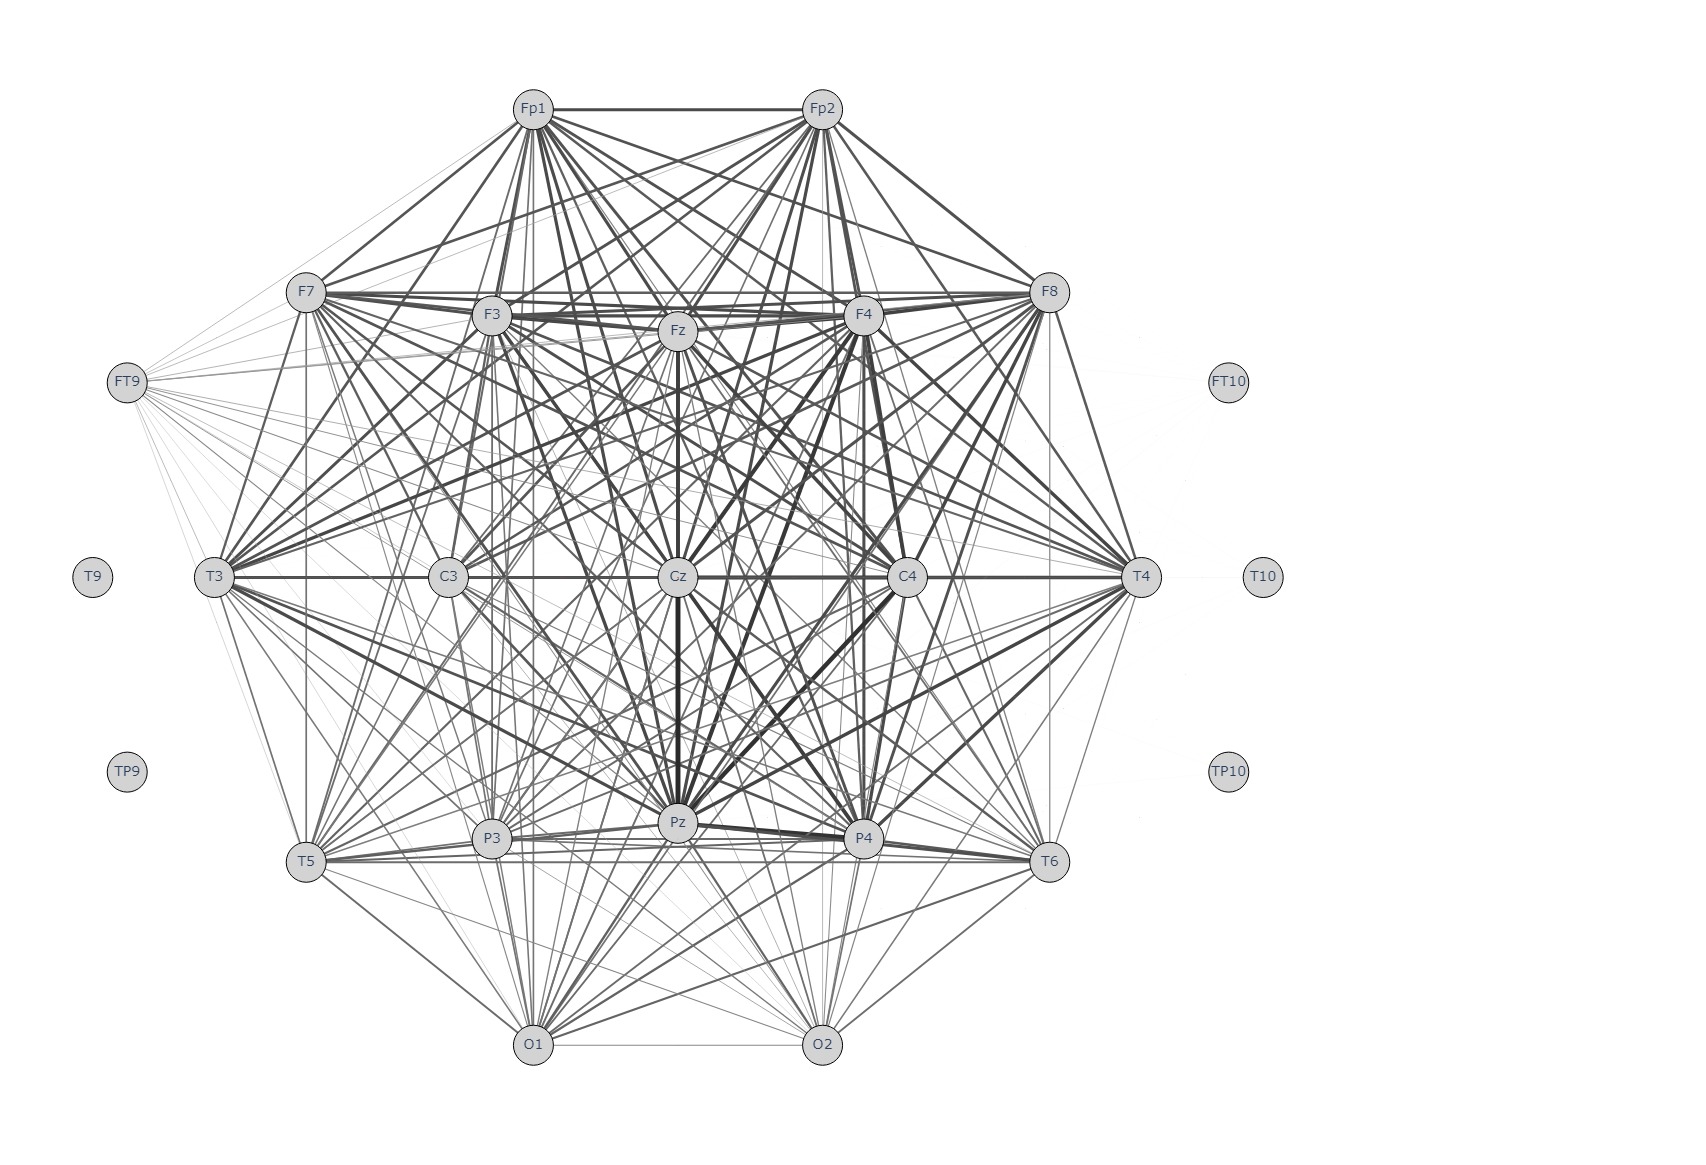 Fp1 Fp2
F7 F3 Fz F4 F8
FT9 FT10
T9 T3 C3 Cz C4 T4 T10
TP9 TP10
T5 P3 Pz P4 T6
O1 O2